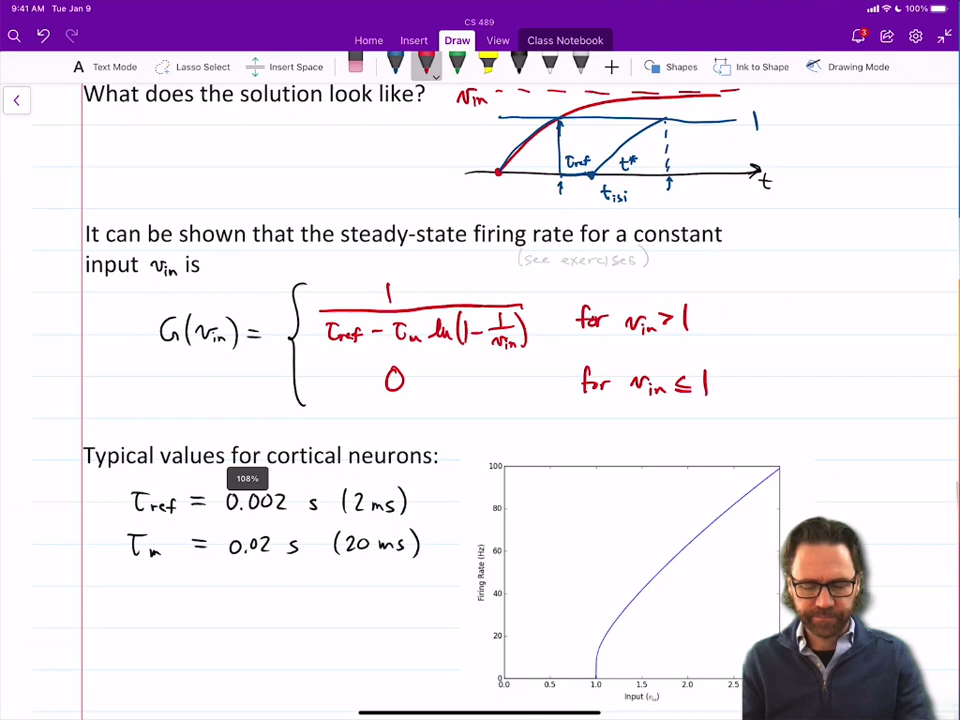 9:41 AM Tue Jan 9
100%
CS 489
Home Insert Draw View Class Notebook
3
A Text Mode Lasso Select Insert Space Shapes Ink to Shape Drawing Mode
What does the solution look like?
v_in
1
τ_ref t*
t
t_isi
It can be shown that the steady-state firing rate for a constant
(see exercises)
input v_in is
G(v_in) = { 1 / (τ_ref - τ_m ln(1 - 1/v_in)) for v_in > 1
0 for v_in ≤ 1
Typical values for cortical neurons:
108%
τ_ref = 0.002 s (2 ms)
τ_m = 0.02 s (20 ms)
100
80
60
40
20
0
Firing Rate (Hz)
0.0 0.5 1.0 1.5 2.0 2.5
Input (v_in)